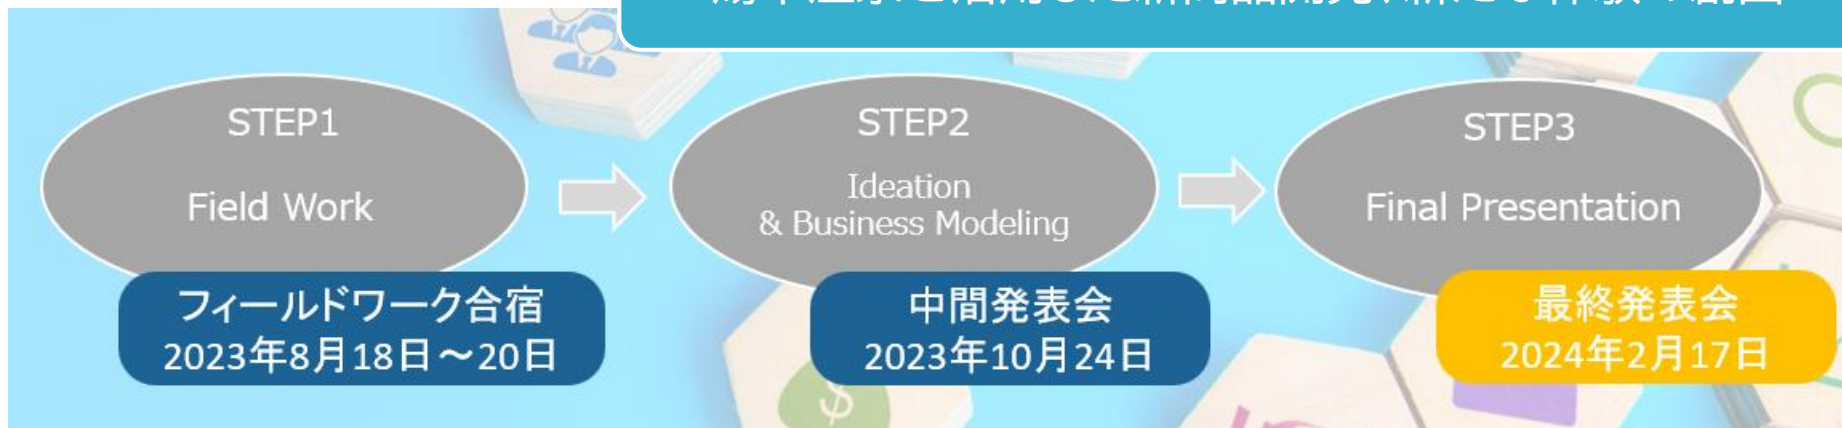 STEP1
Field Work
フィールドワーク合宿
2023年8月18日～20日
STEP2
Ideation
& Business Modeling
中間発表会
2023年10月24日
STEP3
Final Presentation
最終発表会
2024年2月17日